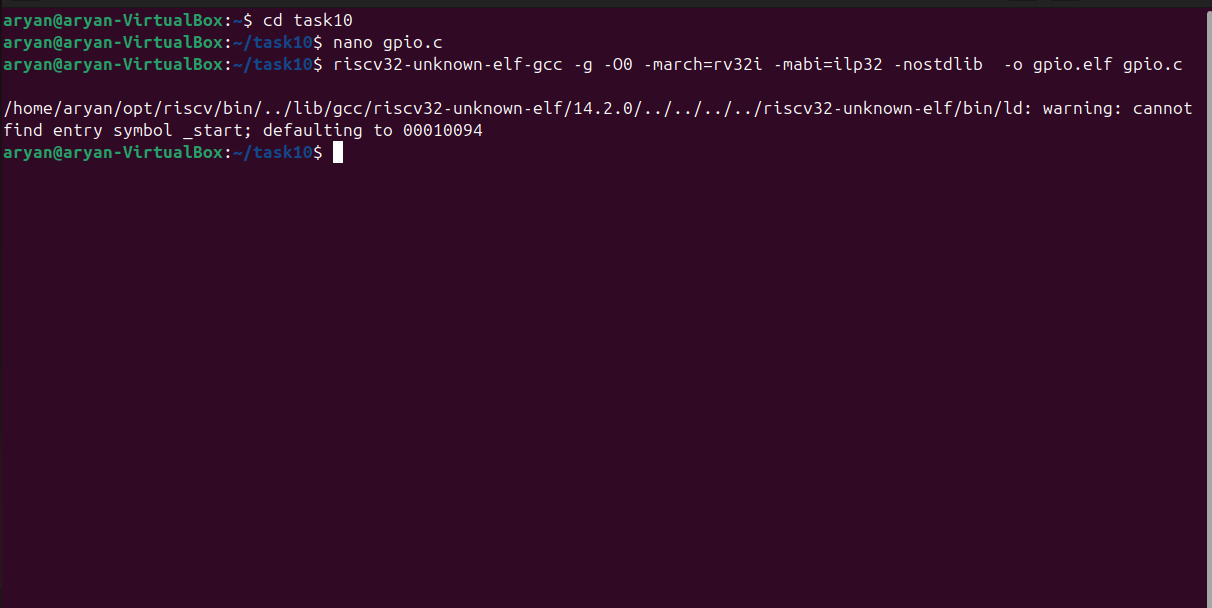 aryan@aryan-VirtualBox:~$ cd task10
aryan@aryan-VirtualBox:~/task10$ nano gpio.c
aryan@aryan-VirtualBox:~/task10$ riscv32-unknown-elf-gcc -g -O0 -march=rv32i -mabi=ilp32 -nostdlib  -o gpio.elf gpio.c
/home/aryan/opt/riscv/bin/../lib/gcc/riscv32-unknown-elf/14.2.0/../../../../riscv32-unknown-elf/bin/ld: warning: cannot
find entry symbol _start; defaulting to 00010094
aryan@aryan-VirtualBox:~/task10$